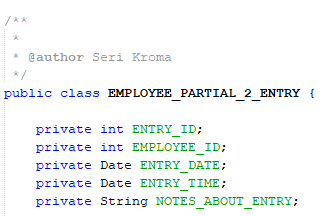 /**
*
* @author Seri Kroma
*/
public class EMPLOYEE_PARTIAL_2_ENTRY {
private int ENTRY_ID;
private int EMPLOYEE_ID;
private Date ENTRY_DATE;
private Date ENTRY_TIME;
private String NOTES_ABOUT_ENTRY;